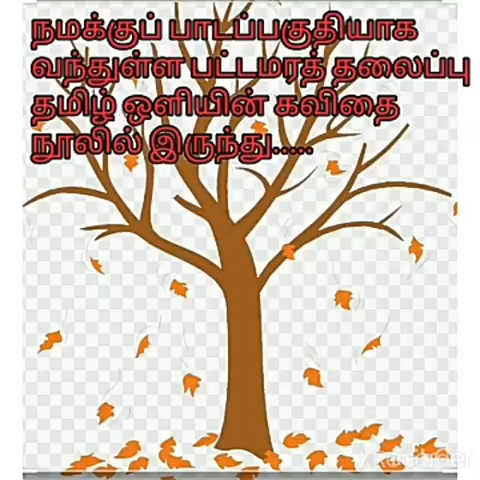 நமக்குப் பாடப்பகுதியாக
வந்துள்ள பட்டமரத் தலைப்பு
தமிழ் ஒளியின் கவிதை
நூலில் இருந்து.....